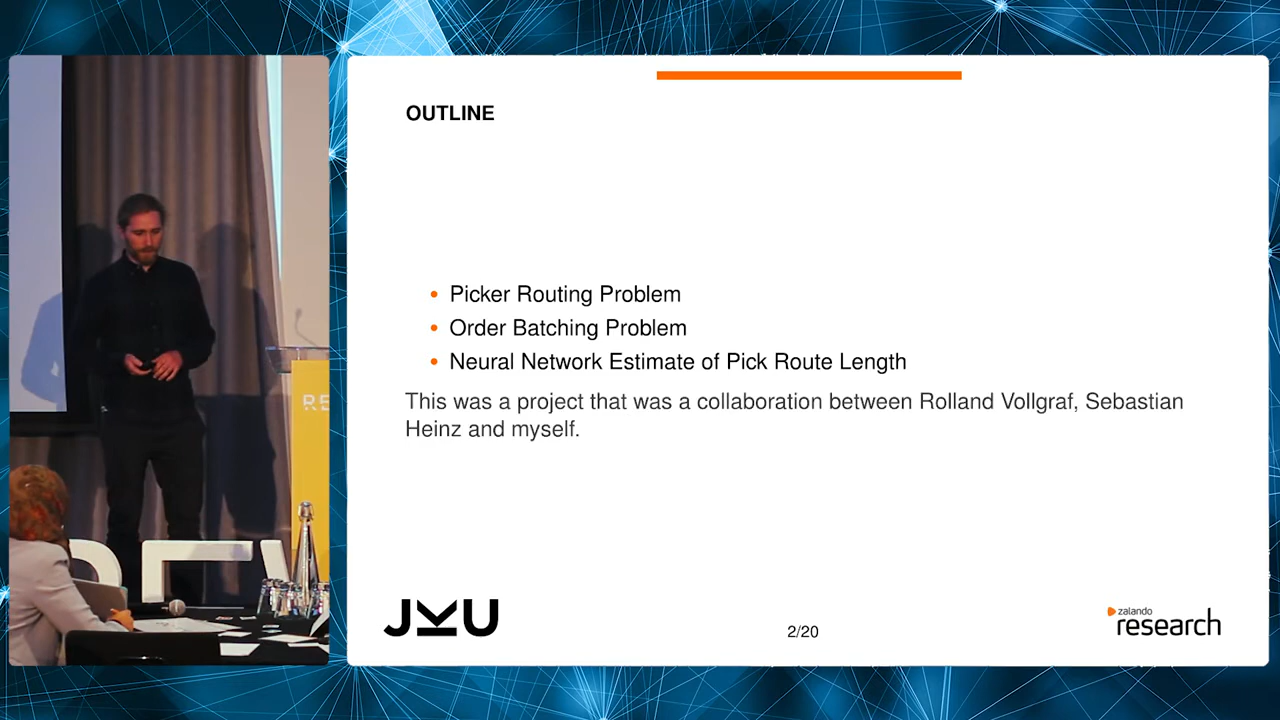 OUTLINE
• Picker Routing Problem
• Order Batching Problem
• Neural Network Estimate of Pick Route Length
This was a project that was a collaboration between Rolland Vollgraf, Sebastian
Heinz and myself.
JKU
2/20
zalando
research
RE